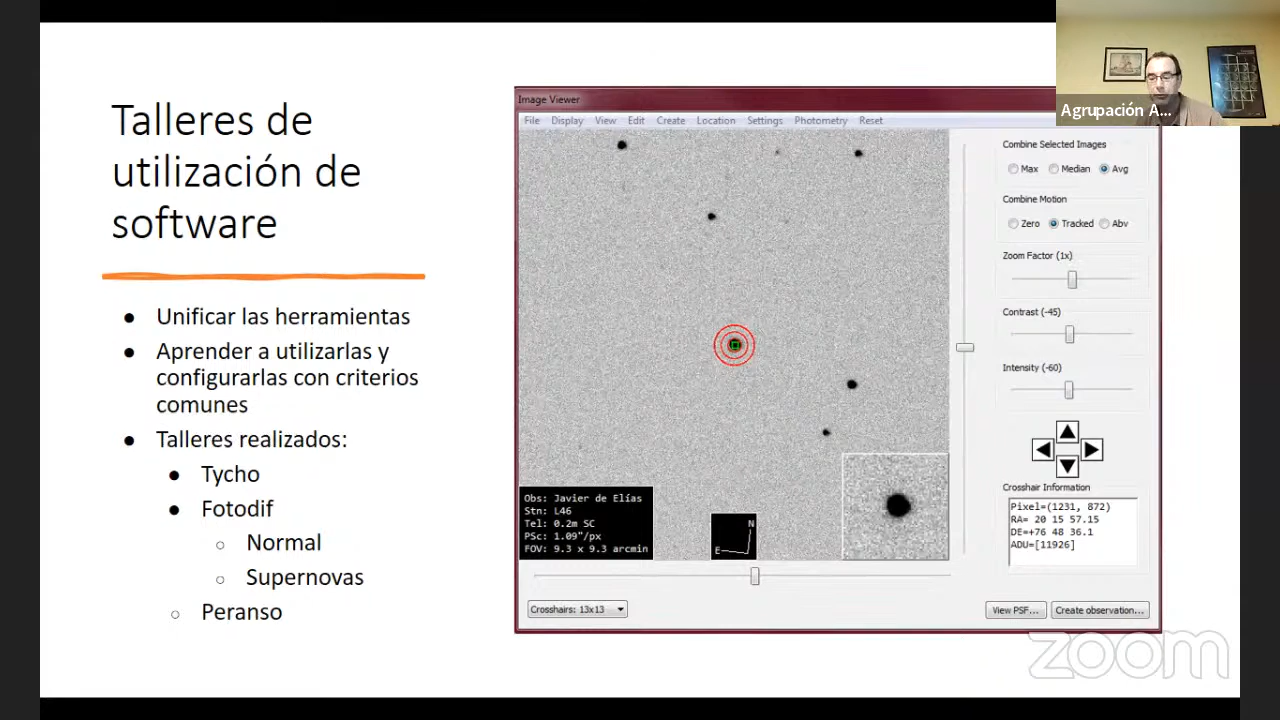 Talleres de
utilización de
software
Unificar las herramientas
Aprender a utilizarlas y
configurarlas con criterios
comunes
Talleres realizados:
Tycho
Fotodif
Normal
Supernovas
Peranso
Image Viewer
File Display View Edit Create Location Settings Photometry Reset
Combine Selected Images
Max Median Avg
Combine Motion
Zero Tracked Abv
Zoom Factor (1x)
Contrast (-45)
Intensity (-60)
Crosshair Information
Pixel=(1231, 872)
RA= 20 15 57.15
DE=+76 48 36.1
ADU=[11926]
Obs: Javier de Elías
Stn: L46
Tel: 0.2m SC
PSc: 1.09"/px
FOV: 9.3 x 9.3 arcmin
N
E
Crosshairs: 13x13
View PSF... Create observation...
Agrupación A...
zoom